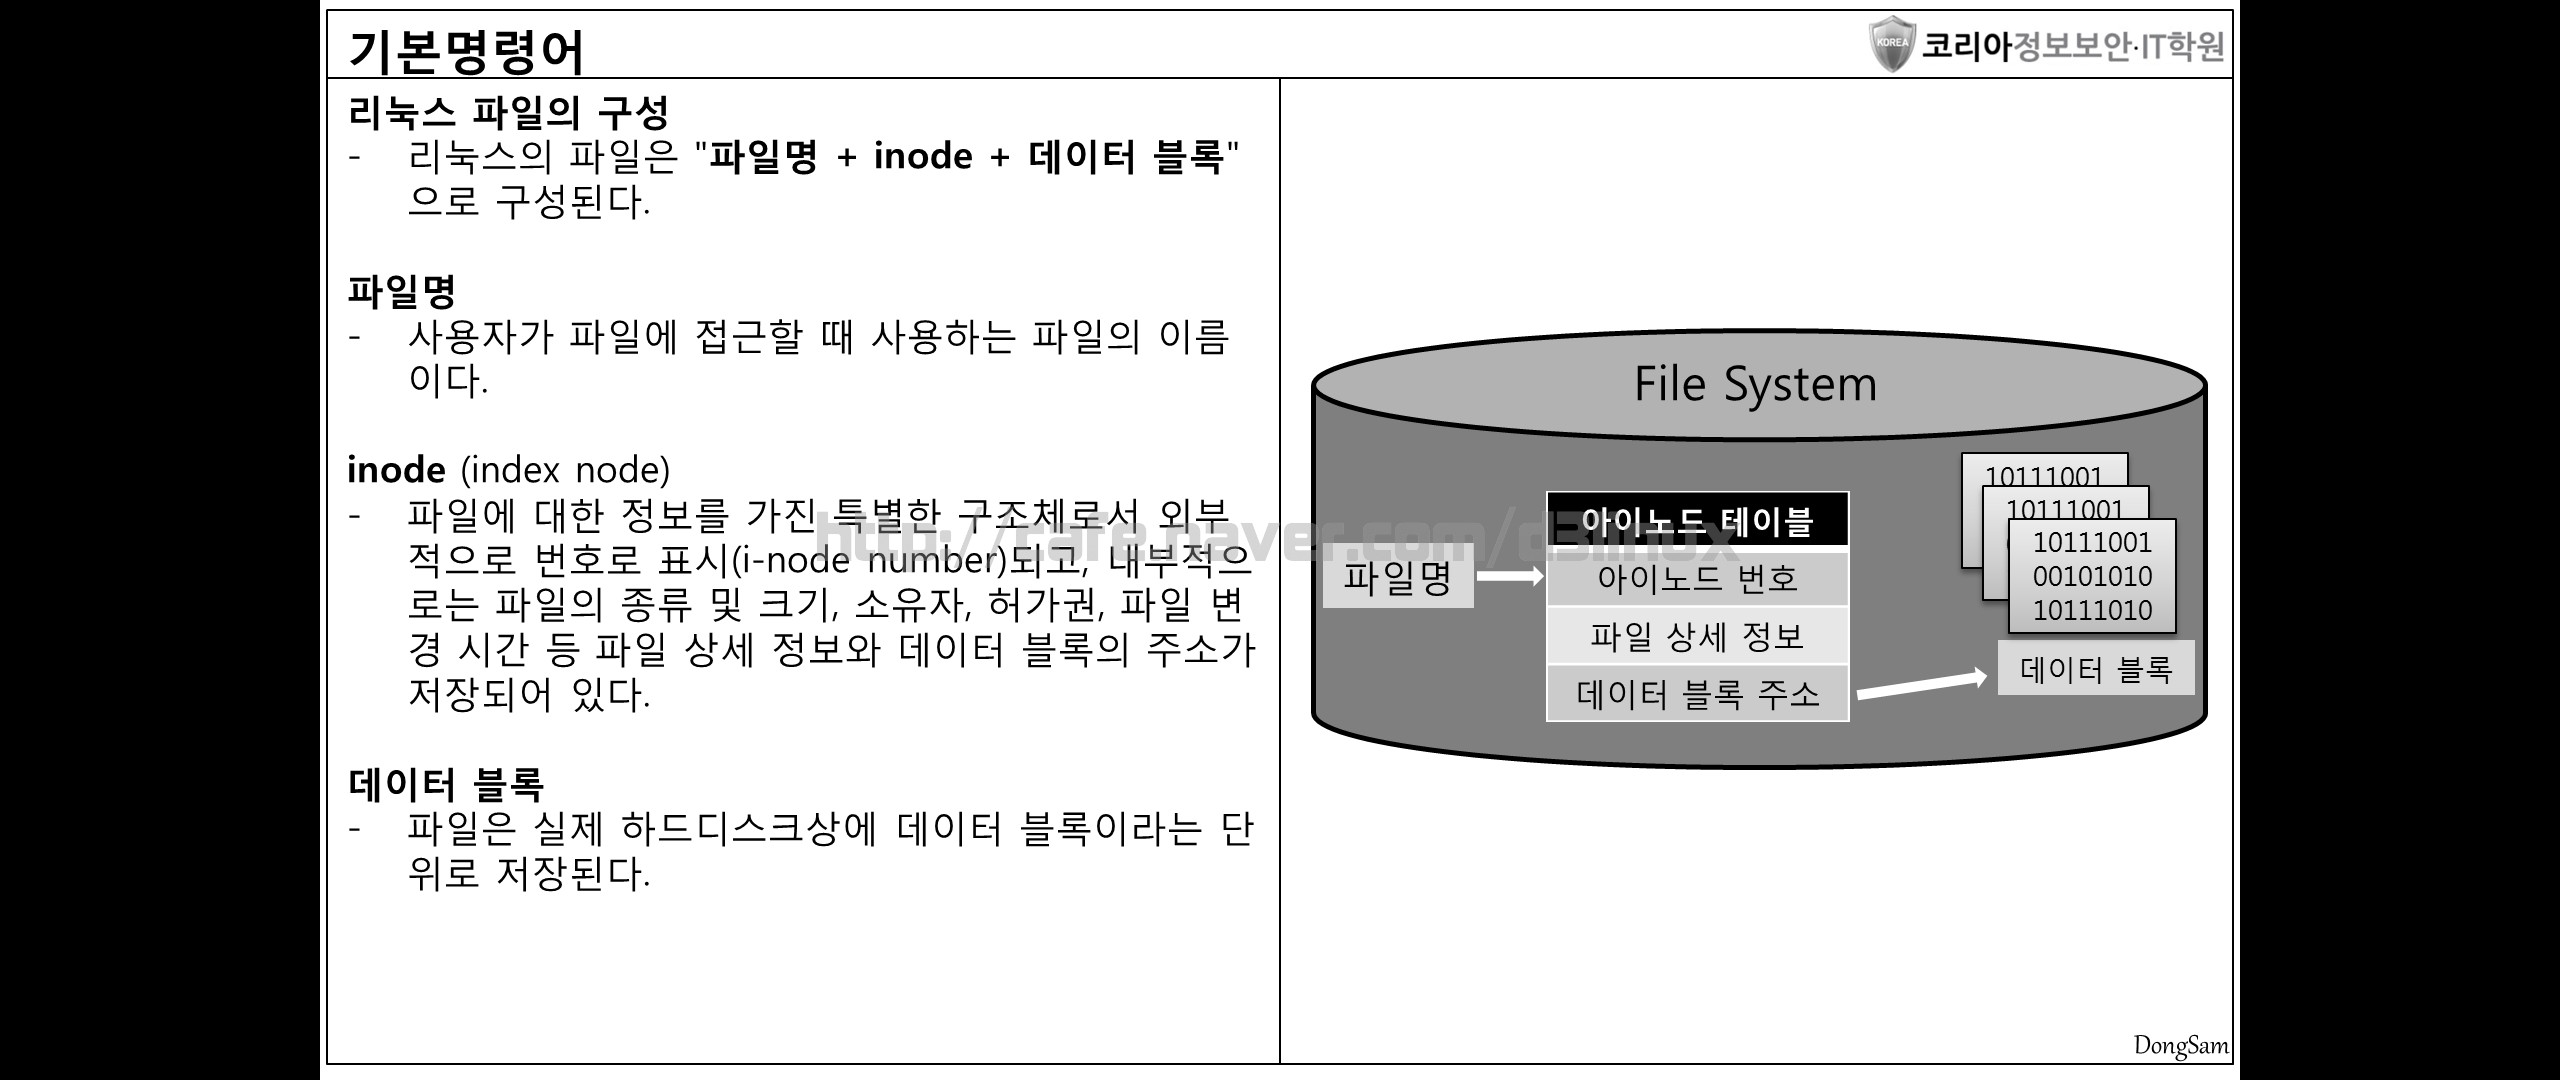 기본명령어
KOREA 코리아정보보안·IT학원
리눅스 파일의 구성
- 리눅스의 파일은 "파일명 + inode + 데이터 블록"
으로 구성된다.
파일명
- 사용자가 파일에 접근할 때 사용하는 파일의 이름
이다.
inode (index node)
- 파일에 대한 정보를 가진 특별한 구조체로서 외부
적으로 번호로 표시(i-node number)되고, 내부적으
로는 파일의 종류 및 크기, 소유자, 허가권, 파일 변
경 시간 등 파일 상세 정보와 데이터 블록의 주소가
저장되어 있다.
데이터 블록
- 파일은 실제 하드디스크상에 데이터 블록이라는 단
위로 저장된다.
http://cafe.naver.com/d3linux
File System
파일명
아이노드 테이블
아이노드 번호
파일 상세 정보
데이터 블록 주소
10111001
10111001
10111001
00101010
10111010
데이터 블록
DongSam